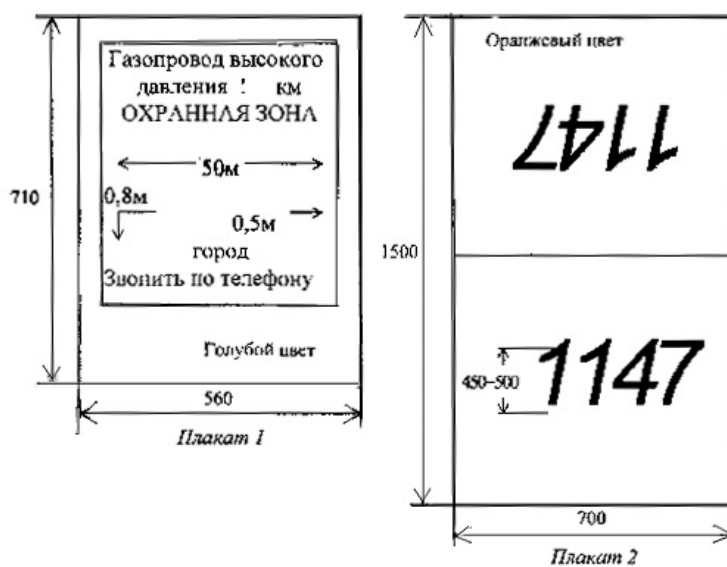 Газопровод высокого
давления ! км
ОХРАННАЯ ЗОНА
50м
0,8м
0,5м
город
Звонить по телефону
Голубой цвет
710
560
Плакат 1
Оранжевый цвет
1147
1147
450-500
1500
700
Плакат 2